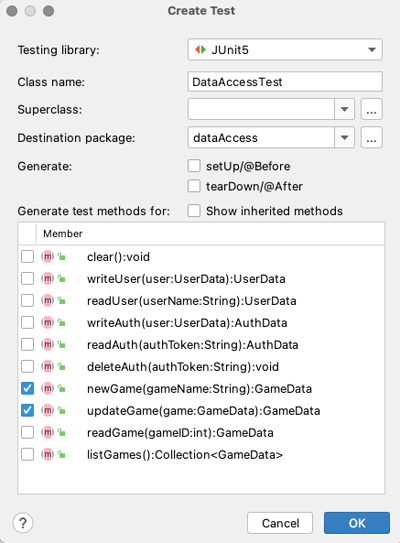 Create Test
Testing library: JUnit5
Class name: DataAccessTest
Superclass: ...
Destination package: dataAccess ...
Generate: setUp/@Before
tearDown/@After
Generate test methods for: Show inherited methods
Member
m clear():void
m writeUser(user:UserData):UserData
m readUser(userName:String):UserData
m writeAuth(user:UserData):AuthData
m readAuth(authToken:String):AuthData
m deleteAuth(authToken:String):void
m newGame(gameName:String):GameData
m updateGame(game:GameData):GameData
m readGame(gameID:int):GameData
m listGames():Collection<GameData>
? Cancel OK